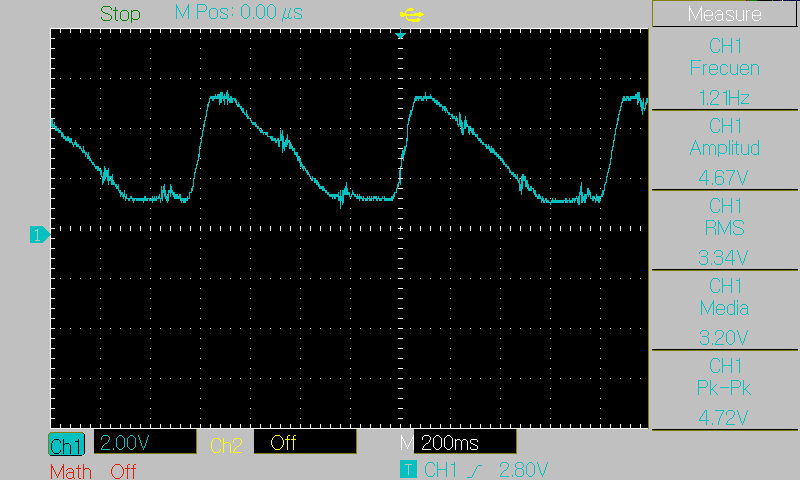 Stop M Pos: 0.00 µs Measure
CH1
Frecuen
1.21Hz
CH1
Amplitud
4.67V
CH1
RMS
3.34V
CH1
Media
3.20V
CH1
Pk-Pk
4.72V
1
Ch1 2.00V Ch2 Off M 200ms
Math Off T CH1 2.80V